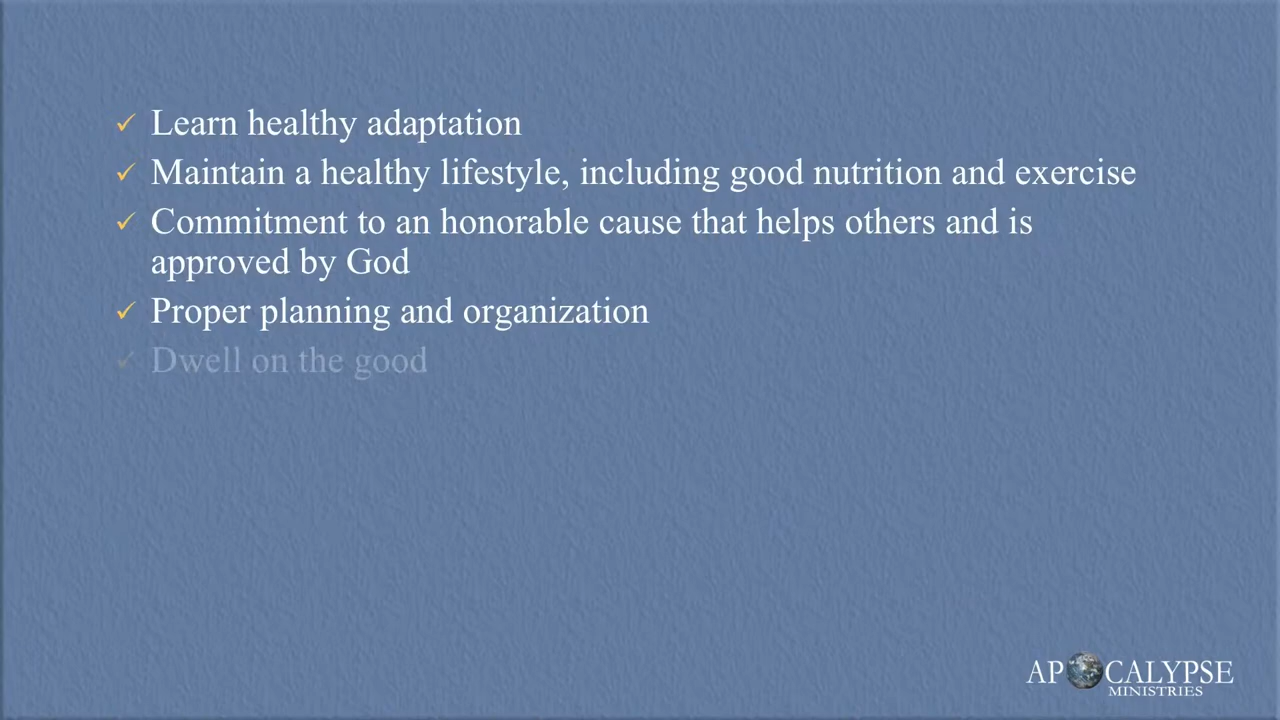 Learn healthy adaptation
Maintain a healthy lifestyle, including good nutrition and exercise
Commitment to an honorable cause that helps others and is
approved by God
Proper planning and organization
Dwell on the good
APOCALYPSE
MINISTRIES